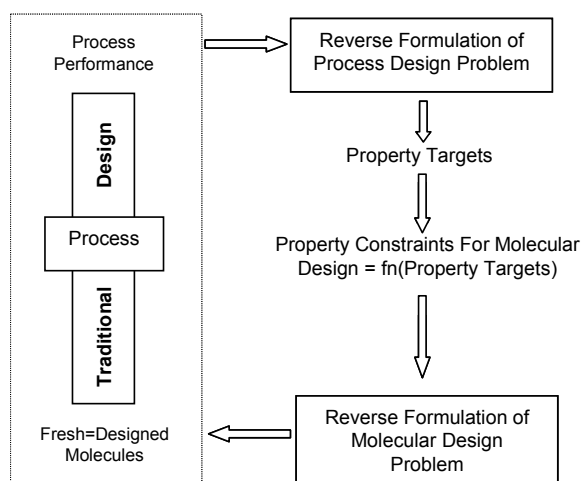 Process
Performance
Design
Process
Traditional
Fresh=Designed
Molecules
Reverse Formulation of
Process Design Problem
Property Targets
Property Constraints For Molecular
Design = fn(Property Targets)
Reverse Formulation of
Molecular Design
Problem